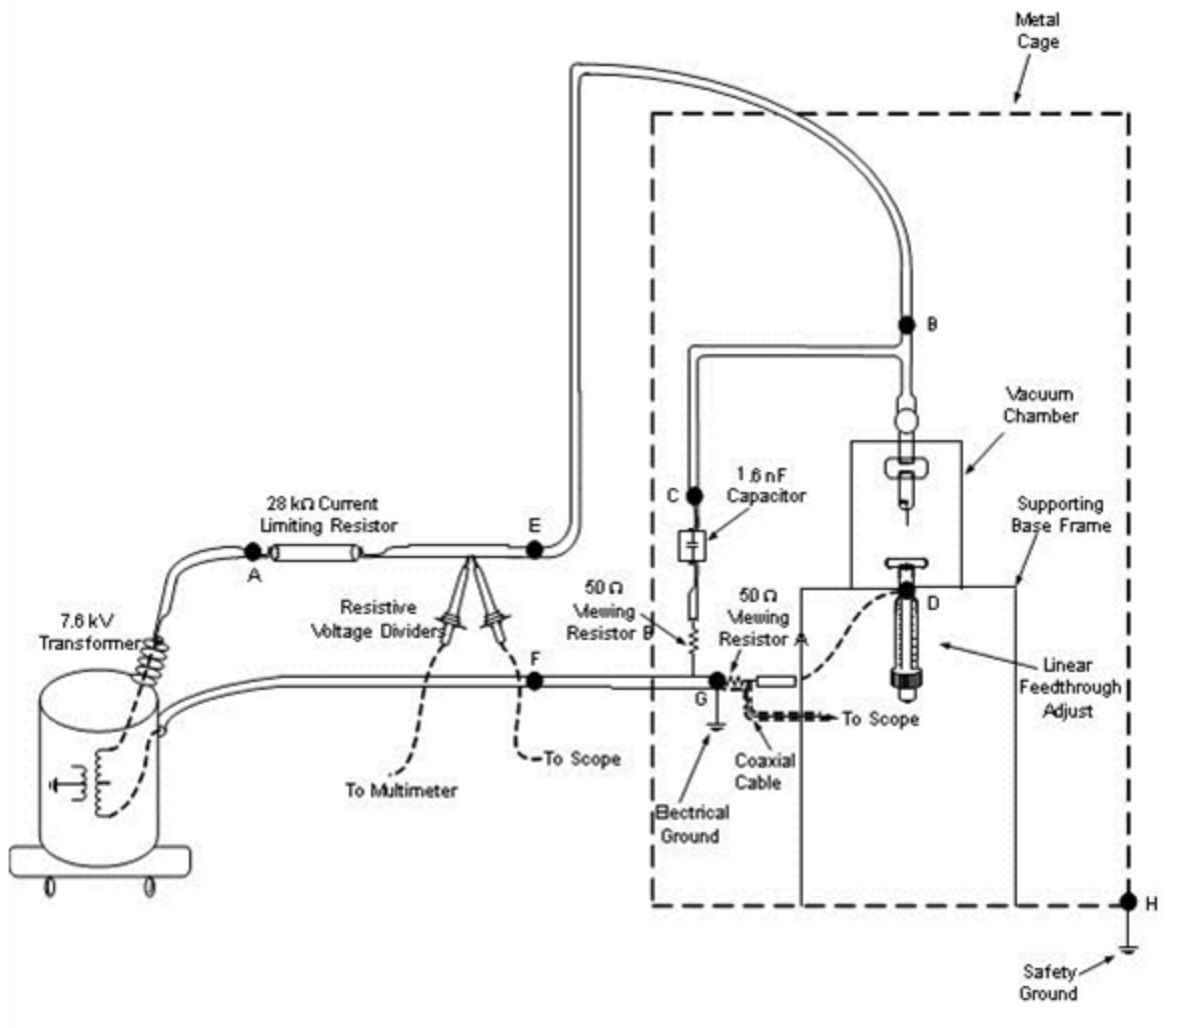 Metal
Cage
B
Vacuum
Chamber
C
1.6 nF
Capacitor
Supporting
Base Frame
28 kΩ Current
Limiting Resistor
E
A
50 Ω
Viewing
Resistor B
50 Ω
Viewing
Resistor A
Resistive
Voltage Dividers
7.6 kV
Transformer
D
F
G
Linear
Feedthrough
Adjust
To Scope
To Scope
Coaxial
Cable
To Multimeter
Electrical
Ground
H
Safety
Ground